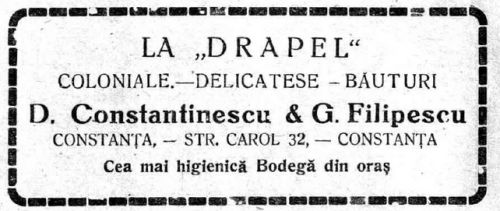 LA „DRAPEL“
COLONIALE.—DELICATESE – BĂUTURI
D. Constantinescu & G. Filipescu
CONSTANȚA, — STR. CAROL 32, — CONSTANȚA
Cea mai higienică Bodegă din oraș